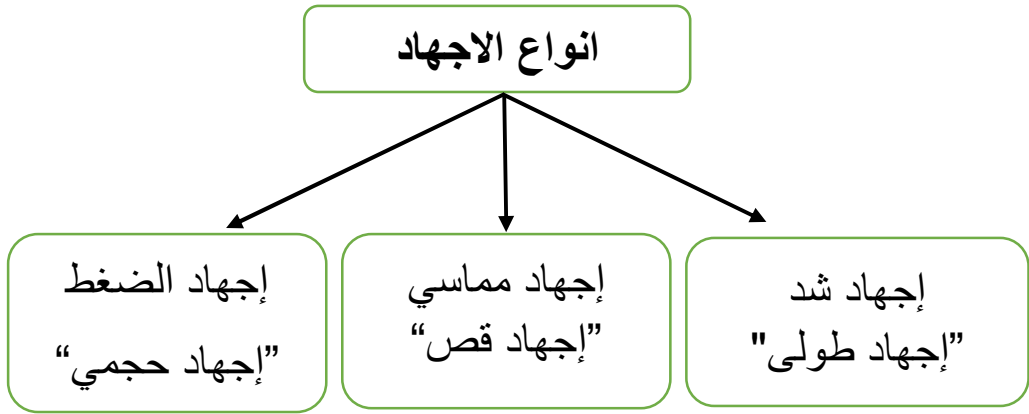 انواع الاجهاد
إجهاد شد
”إجهاد طولى"
إجهاد مماسي
”إجهاد قص“
إجهاد الضغط
”إجهاد حجمي“